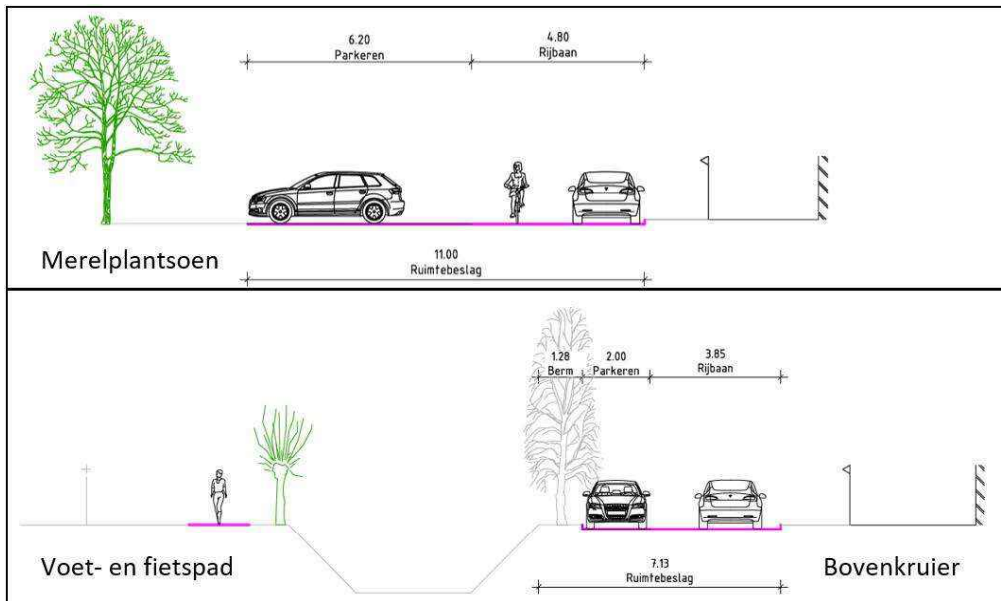 6.20
Parkeren
4.80
Rijbaan
11.00
Ruimtebeslag
Merelplantsoen
1.28
Berm
2.00
Parkeren
3.85
Rijbaan
7.13
Ruimtebeslag
Voet- en fietspad
Bovenkruier